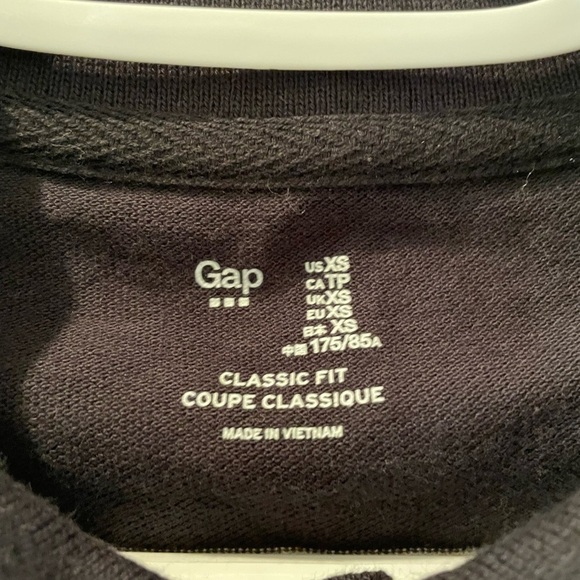 Gap
US XS
CA TP
UK XS
EU XS
日本 XS
中国 175/85A
CLASSIC FIT
COUPE CLASSIQUE
MADE IN VIETNAM